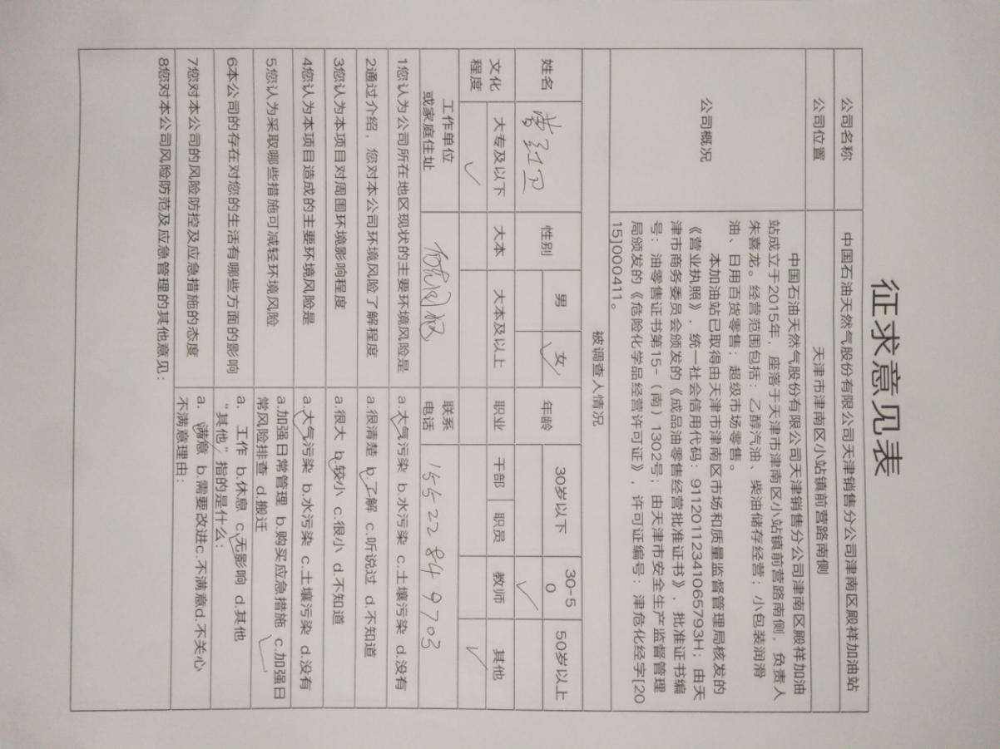 征求意见表
公司名称 中国石油天然气股份有限公司天津销售分公司津南区殿祥加油站
公司位置 天津市津南区小站镇前营路南侧
公司概况
中国石油天然气股份有限公司天津销售分公司津南区殿祥加油
站成立于2015年，座落于天津市津南区小站镇前营路南侧，负责人
朱喜龙。经营范围包括：乙醇汽油、柴油储存经营；小包装润滑
油、日用百货零售；超级市场零售。
本加油站已取得由天津市津南区市场和质量监督管理局核发的
《营业执照》，统一社会信用代码：91120112341065793H；由天
津市商务委员会颁发的《成品油零售经营批准证书》，批准证书编
号：油零售证书第15-（南）1302号；由天津市安全生产监督管理
局颁发的《危险化学品经营许可证》，许可证编号：津危化经字[20
15]000411。
被调查人情况
姓名 红卫 性别 男 女 年龄 30岁以下 30-5
0 50岁以上
✓ ✓
文化
程度 大专及以下 大本 大本及以上 职业 干部 职员 教师 其他
✓ ✓
工作单位
或家庭住址 联系
电话 15522849703
1您认为公司所在地区现状的主要环境风险是 a.大气污染 b.水污染 c.土壤污染 d.没有
2通过介绍，您对本公司环境风险了解程度 a.很清楚 b.了解 c.听说过 d.不知道
3您认为本项目对周围环境影响程度 a.很大 b.较小 c.很小 d.不知道
4您认为本项目造成的主要环境风险是 a.大气污染 b.水污染 c.土壤污染 d.没有
5您认为采取哪些措施可减轻环境风险 a.加强日常管理 b.购买应急措施 c.加强日
常风险排查 d.搬迁
6本公司的存在对您的生活有哪些方面的影响 a. 工作 b.休息 c.无影响 d.其他
“其他”指的是什么：
7您对本公司的风险防控及应急措施的态度 a. 满意 b.需要改进c.不满意d.不关心
不满意理由：
8您对本公司风险防范及应急管理的其他意见：